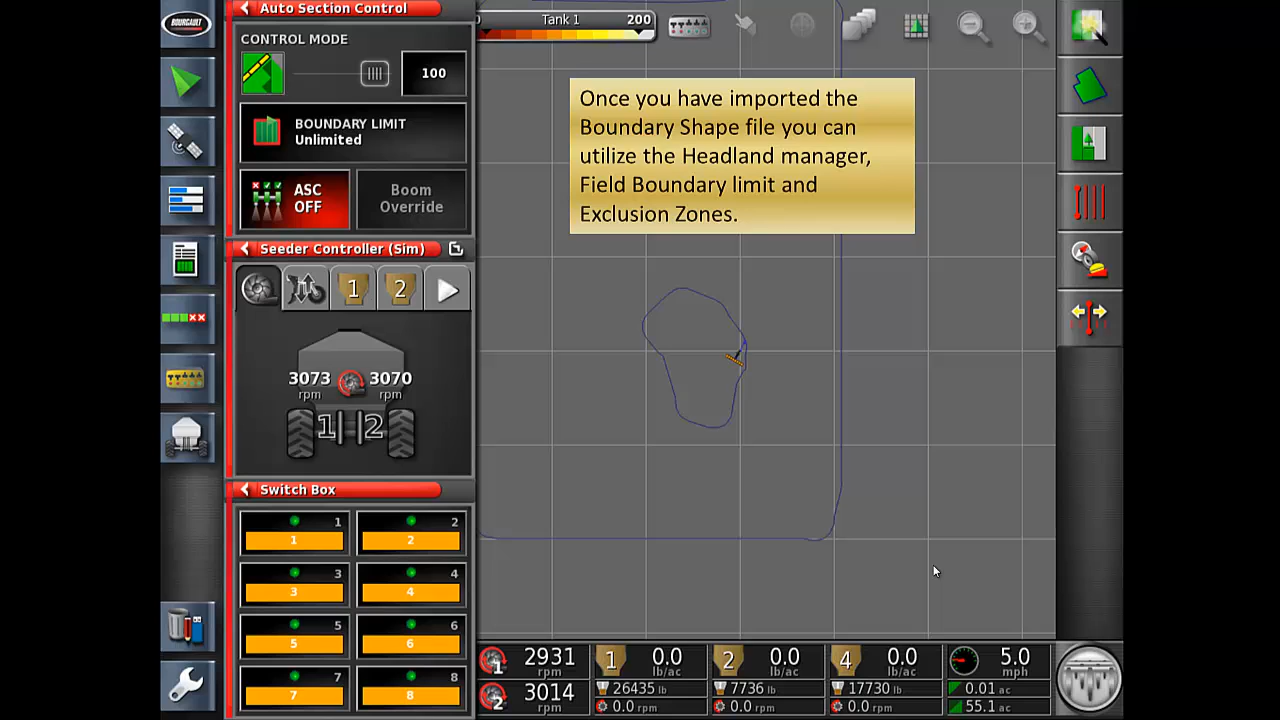 BOURGAULT
Auto Section Control
CONTROL MODE
100
BOUNDARY LIMIT
Unlimited
ASC
OFF
Boom
Override
Seeder Controller (Sim)
1
2
3073
rpm
3070
rpm
1 2
Switch Box
1
1
2
2
3
3
4
4
5
5
6
6
7
7
8
8
0
Tank 1
200
Once you have imported the
Boundary Shape file you can
utilize the Headland manager,
Field Boundary limit and
Exclusion Zones.
1
2931
rpm
2
3014
rpm
1
0.0
lb/ac
26435 lb
0.0 rpm
2
0.0
lb/ac
7736 lb
0.0 rpm
4
0.0
lb/ac
17730 lb
0.0 rpm
5.0
mph
0.01 ac
55.1 ac